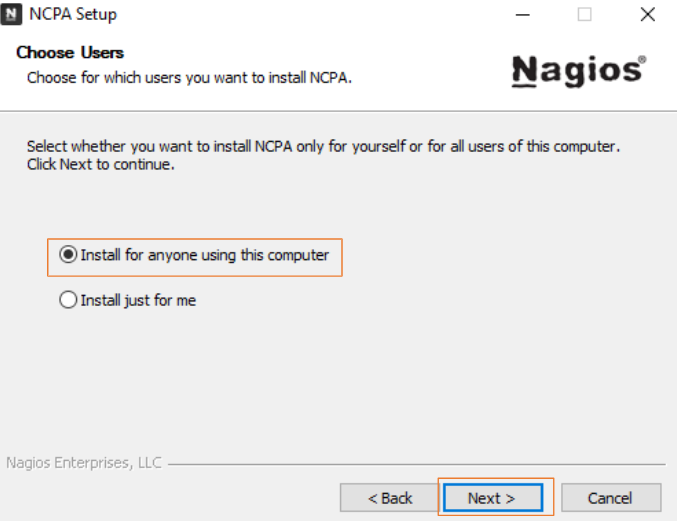 N NCPA Setup
Choose Users
Choose for which users you want to install NCPA.
Nagios®
Select whether you want to install NCPA only for yourself or for all users of this computer.
Click Next to continue.
Install for anyone using this computer
Install just for me
Nagios Enterprises, LLC
< Back
Next >
Cancel